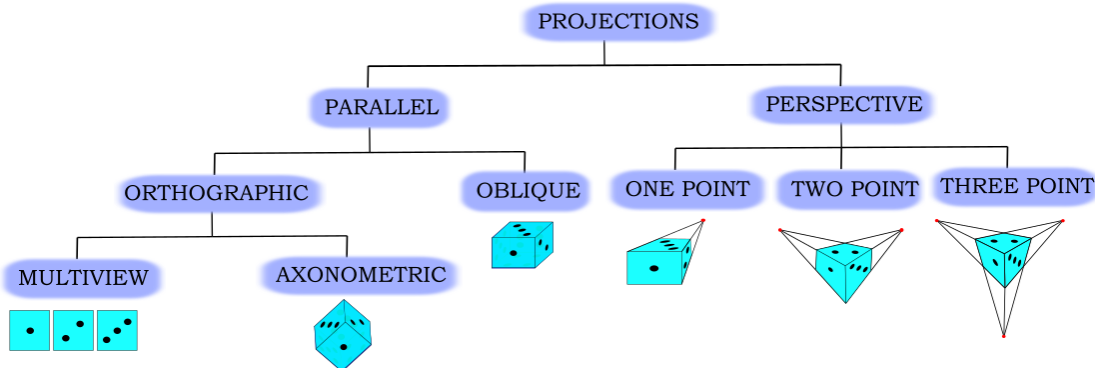 PROJECTIONS
PARALLEL
PERSPECTIVE
ORTHOGRAPHIC
OBLIQUE
ONE POINT
TWO POINT
THREE POINT
MULTIVIEW
AXONOMETRIC